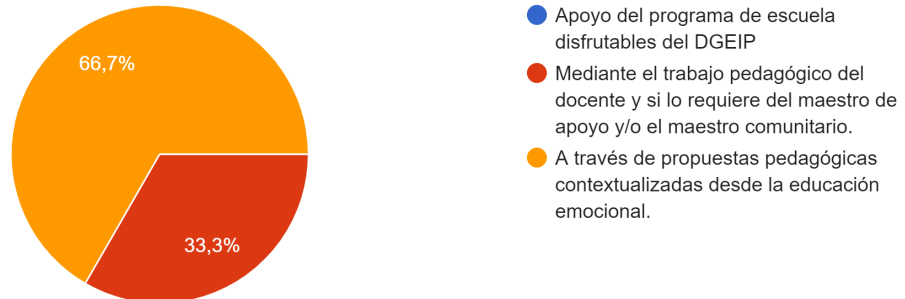 66,7%
33,3%
Apoyo del programa de escuela
disfrutables del DGEIP
Mediante el trabajo pedagógico del
docente y si lo requiere del maestro de
apoyo y/o el maestro comunitario.
A través de propuestas pedagógicas
contextualizadas desde la educación
emocional.